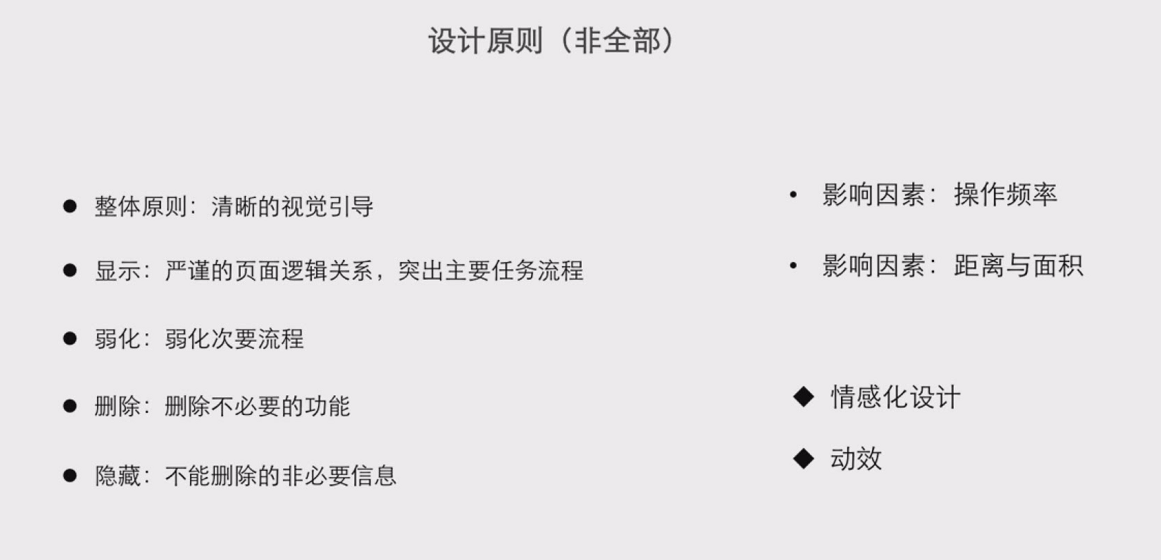 设计原则（非全部）
● 整体原则：清晰的视觉引导
● 显示：严谨的页面逻辑关系，突出主要任务流程
● 弱化：弱化次要流程
● 删除：删除不必要的功能
● 隐藏：不能删除的非必要信息
• 影响因素：操作频率
• 影响因素：距离与面积
◆ 情感化设计
◆ 动效